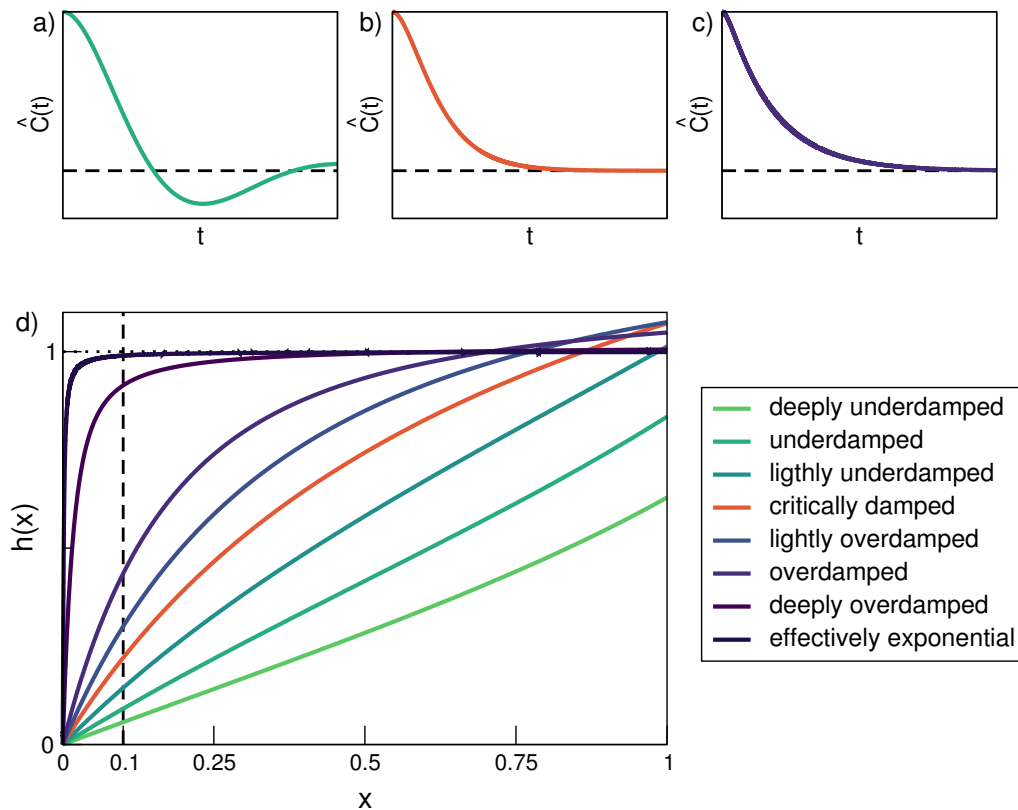 a)
b)
c)
Ĉ(t)
Ĉ(t)
Ĉ(t)
t
t
t
d)
1
h(x)
0
0
0.1
0.25
0.5
0.75
1
x
deeply underdamped
underdamped
ligthly underdamped
critically damped
lightly overdamped
overdamped
deeply overdamped
effectively exponential